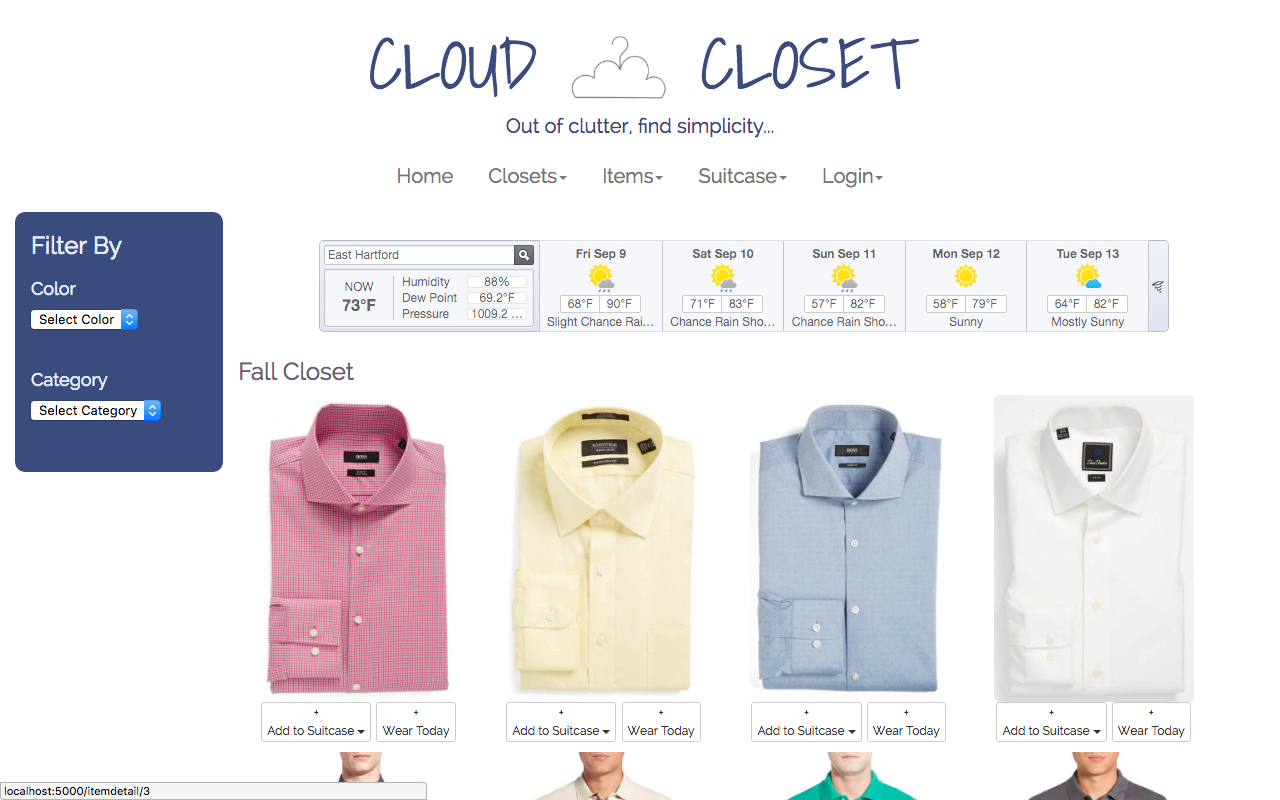 CLOUD CLOSET
Out of clutter, find simplicity...
Home Closets Items Suitcase Login
Filter By
Color
Select Color
Category
Select Category
East Hartford
NOW
73°F
Humidity 88%
Dew Point 69.2°F
Pressure 1009.2 ...
Fri Sep 9
68°F 90°F
Slight Chance Rai...
Sat Sep 10
71°F 83°F
Chance Rain Sho...
Sun Sep 11
57°F 82°F
Chance Rain Sho...
Mon Sep 12
58°F 79°F
Sunny
Tue Sep 13
64°F 82°F
Mostly Sunny
Fall Closet
BOSS
NORDSTROM
BOSS
+
Add to Suitcase
+
Wear Today
+
Add to Suitcase
+
Wear Today
+
Add to Suitcase
+
Wear Today
+
Add to Suitcase
+
Wear Today
localhost:5000/itemdetail/3